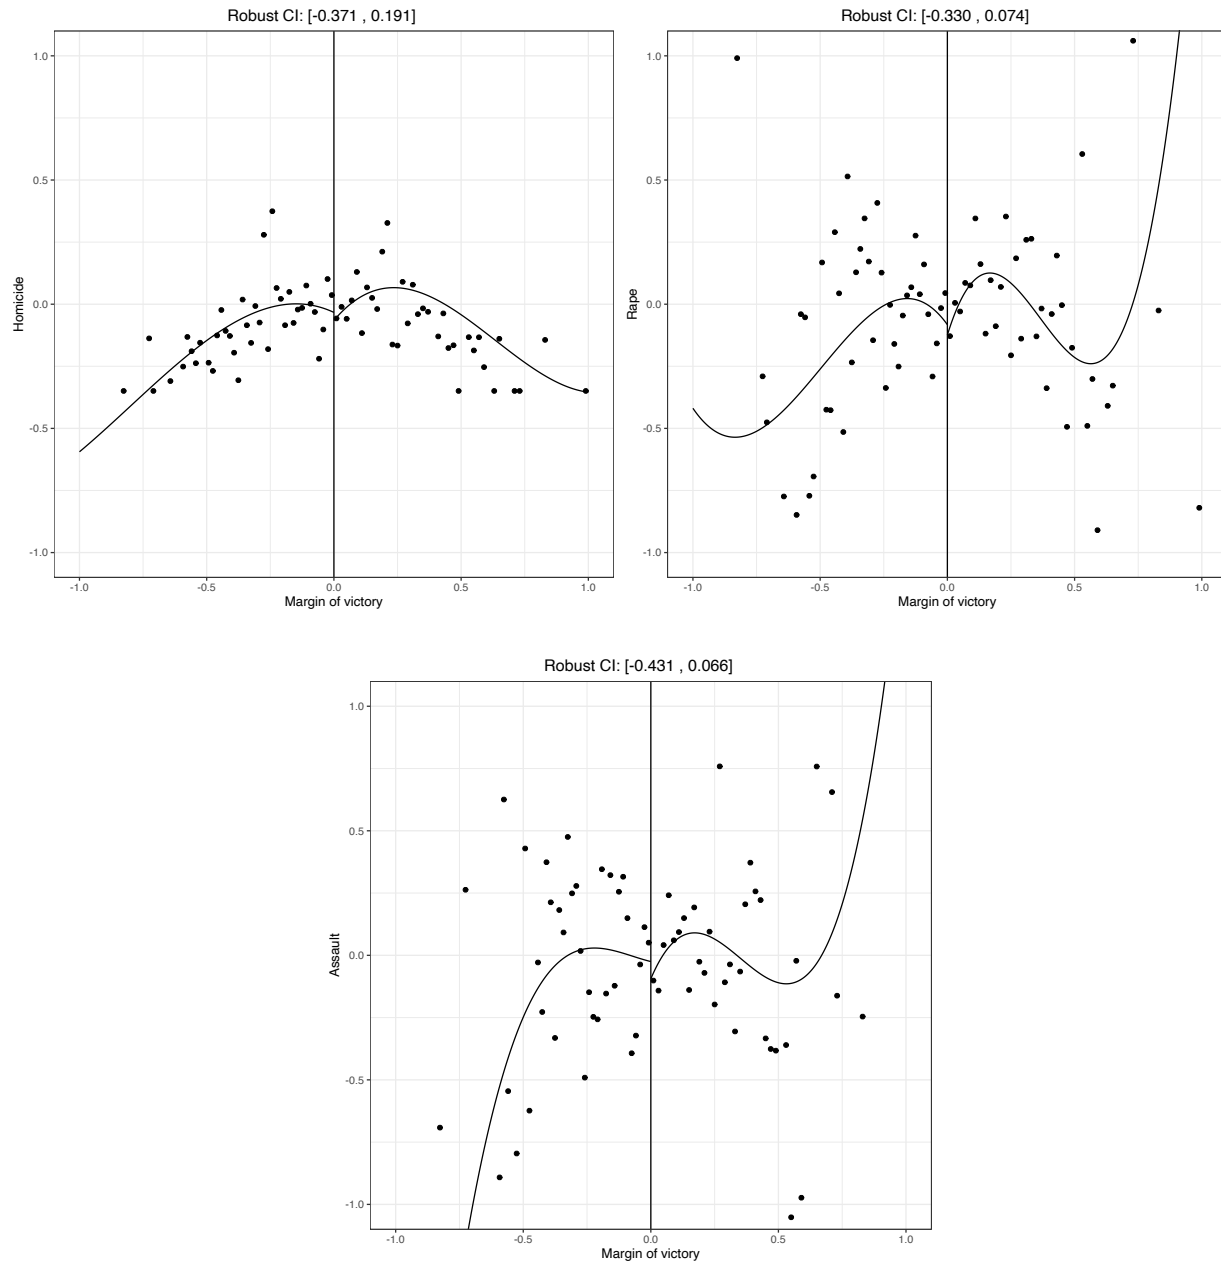 Robust CI: [-0.371 , 0.191]
1.0
0.5
0.0
-0.5
-1.0
Homicide
-1.0 -0.5 0.0 0.5 1.0
Margin of victory
Robust CI: [-0.330 , 0.074]
1.0
0.5
0.0
-0.5
-1.0
Rape
-1.0 -0.5 0.0 0.5 1.0
Margin of victory
Robust CI: [-0.431 , 0.066]
1.0
0.5
0.0
-0.5
-1.0
Assault
-1.0 -0.5 0.0 0.5 1.0
Margin of victory